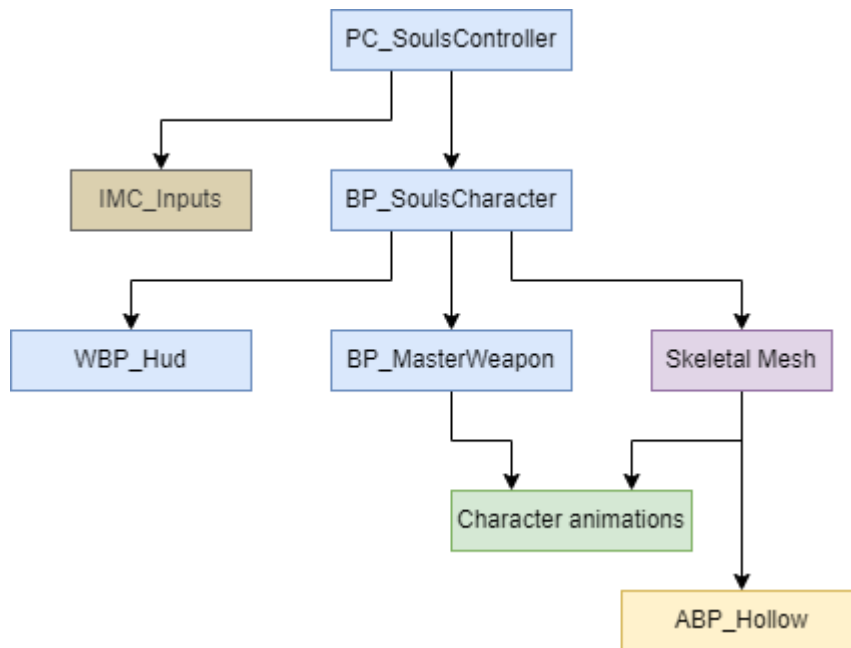 PC_SoulsController
IMC_Inputs
BP_SoulsCharacter
WBP_Hud
BP_MasterWeapon
Skeletal Mesh
Character animations
ABP_Hollow